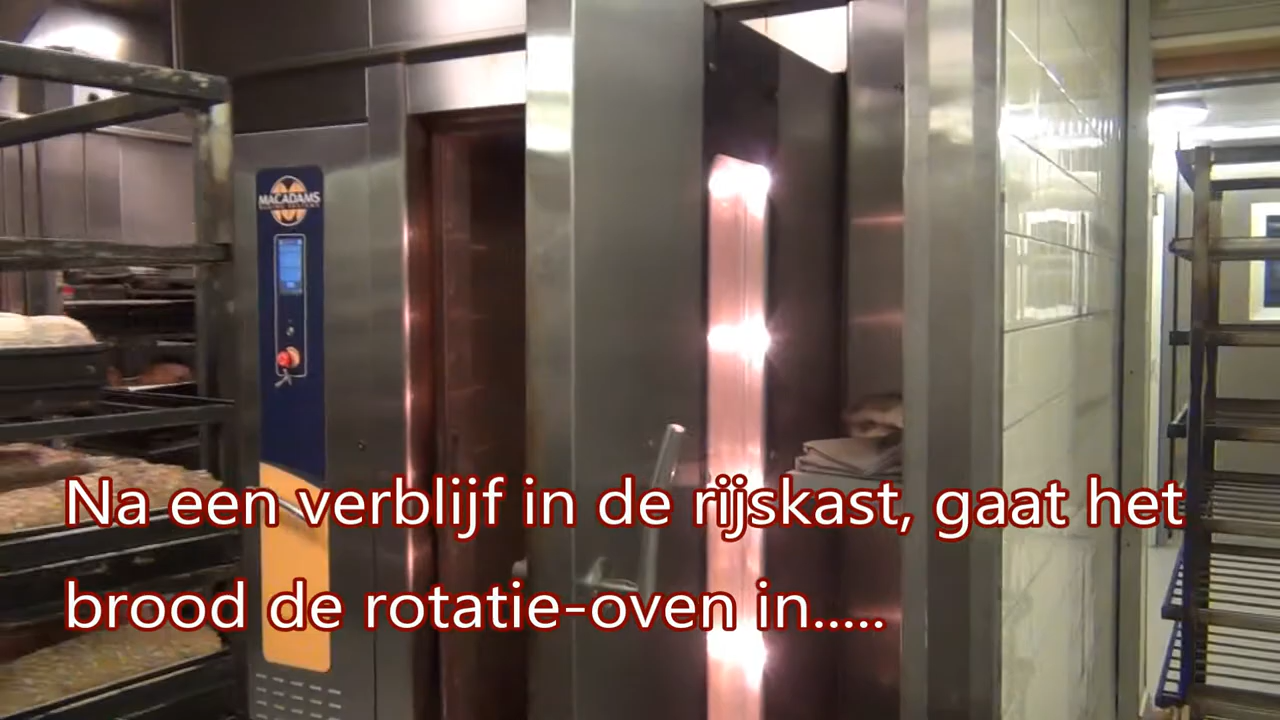 MACADAMS
Na een verblijf in de rijskast, gaat het
brood de rotatie-oven in.....